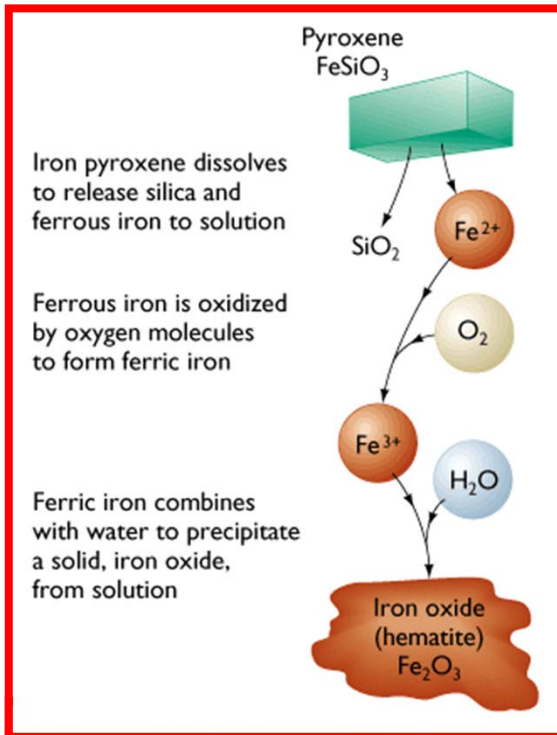 Pyroxene
FeSiO₃
Iron pyroxene dissolves
to release silica and
ferrous iron to solution
SiO₂
Fe²⁺
Ferrous iron is oxidized
by oxygen molecules
to form ferric iron
O₂
Fe³⁺
H₂O
Ferric iron combines
with water to precipitate
a solid, iron oxide,
from solution
Iron oxide
(hematite)
Fe₂O₃